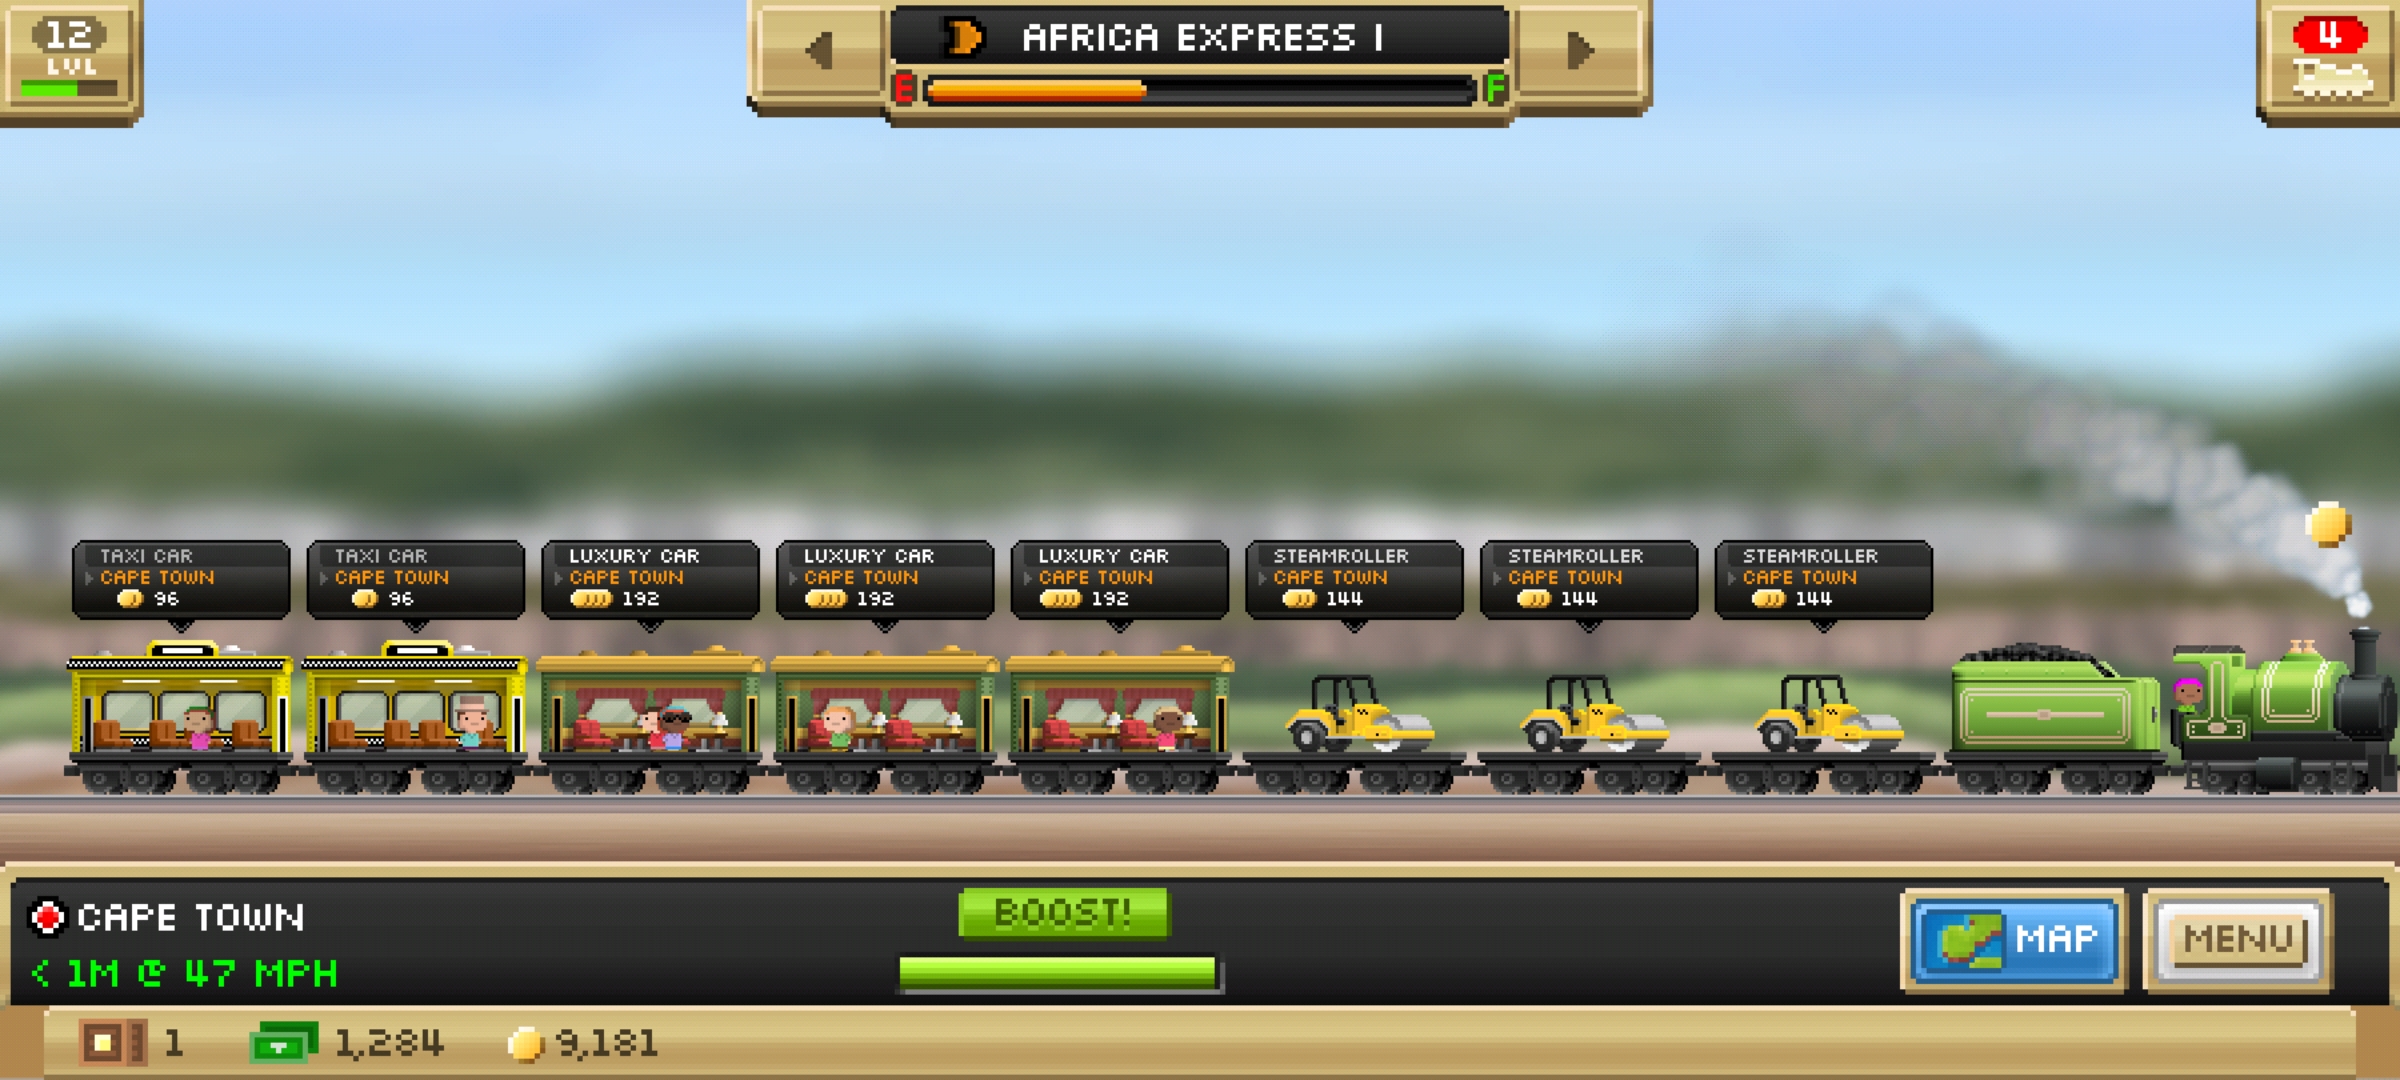 12
LVL
AFRICA EXPRESS I
E
F
4
TAXI CAR
CAPE TOWN
96
TAXI CAR
CAPE TOWN
96
LUXURY CAR
CAPE TOWN
192
LUXURY CAR
CAPE TOWN
192
LUXURY CAR
CAPE TOWN
192
STEAMROLLER
CAPE TOWN
144
STEAMROLLER
CAPE TOWN
144
STEAMROLLER
CAPE TOWN
144
CAPE TOWN
< 1M @ 47 MPH
BOOST!
MAP
MENU
1
1,284
9,181